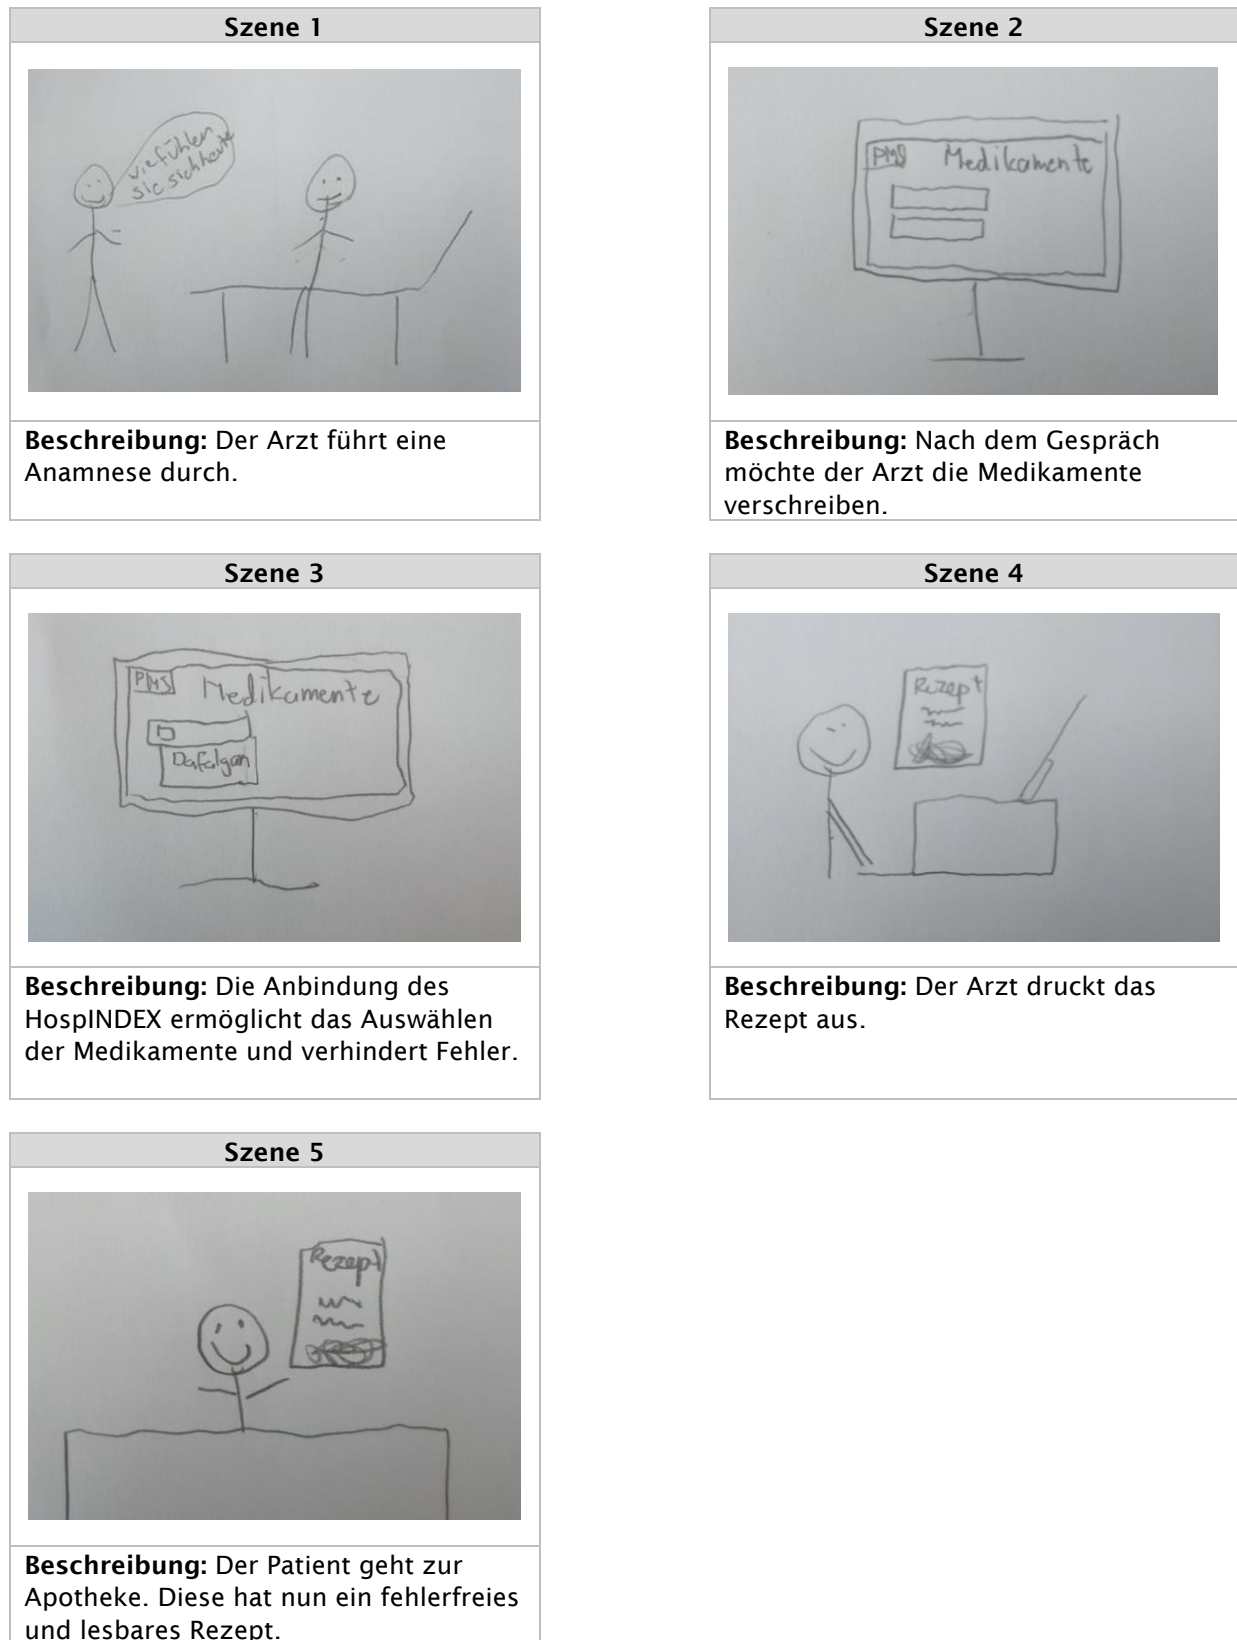 Szene 1
wie fühlen
sie sich heute
Beschreibung: Der Arzt führt eine
Anamnese durch.
Szene 2
PMS Medikamente
Beschreibung: Nach dem Gespräch
möchte der Arzt die Medikamente
verschreiben.
Szene 3
PMS Medikamente
D
Dafalgan
Beschreibung: Die Anbindung des
HospINDEX ermöglicht das Auswählen
der Medikamente und verhindert Fehler.
Szene 4
Rezept
Beschreibung: Der Arzt druckt das
Rezept aus.
Szene 5
Rezept
Beschreibung: Der Patient geht zur
Apotheke. Diese hat nun ein fehlerfreies
und lesbares Rezept.